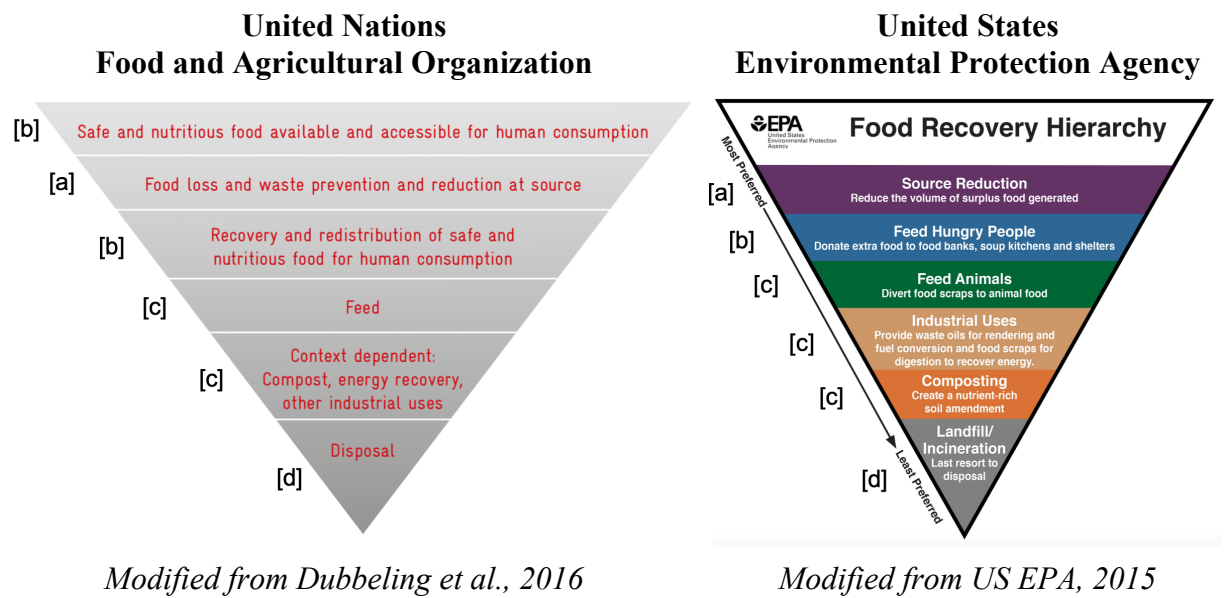 United Nations
Food and Agricultural Organization
[b]
Safe and nutritious food available and accessible for human consumption
[a]
Food loss and waste prevention and reduction at source
[b]
Recovery and redistribution of safe and
nutritious food for human consumption
[c]
Feed
[c]
Context dependent:
Compost, energy recovery,
other industrial uses
Disposal
[d]
Modified from Dubbeling et al., 2016
United States
Environmental Protection Agency
EPA
United States
Environmental Protection
Agency
Food Recovery Hierarchy
Most Preferred
[a]
Source Reduction
Reduce the volume of surplus food generated
[b]
Feed Hungry People
Donate extra food to food banks, soup kitchens and shelters
[c]
Feed Animals
Divert food scraps to animal food
[c]
Industrial Uses
Provide waste oils for rendering and
fuel conversion and food scraps for
digestion to recover energy.
[c]
Composting
Create a nutrient-rich
soil amendment
[d]
Landfill/
Incineration
Last resort to
disposal
Least Preferred
Modified from US EPA, 2015